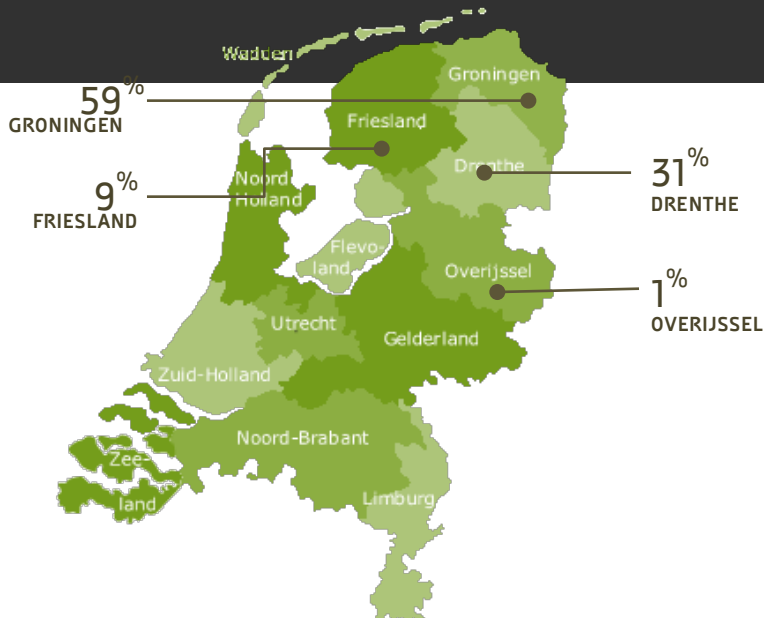 Wadden
Groningen
59%
GRONINGEN
Friesland
Drenthe
31%
DRENTHE
Noord-
Holland
9%
FRIESLAND
Flevo-
land
Overijssel
1%
OVERIJSSEL
Utrecht
Gelderland
Zuid-Holland
Noord-Brabant
Zee-
land
Limburg